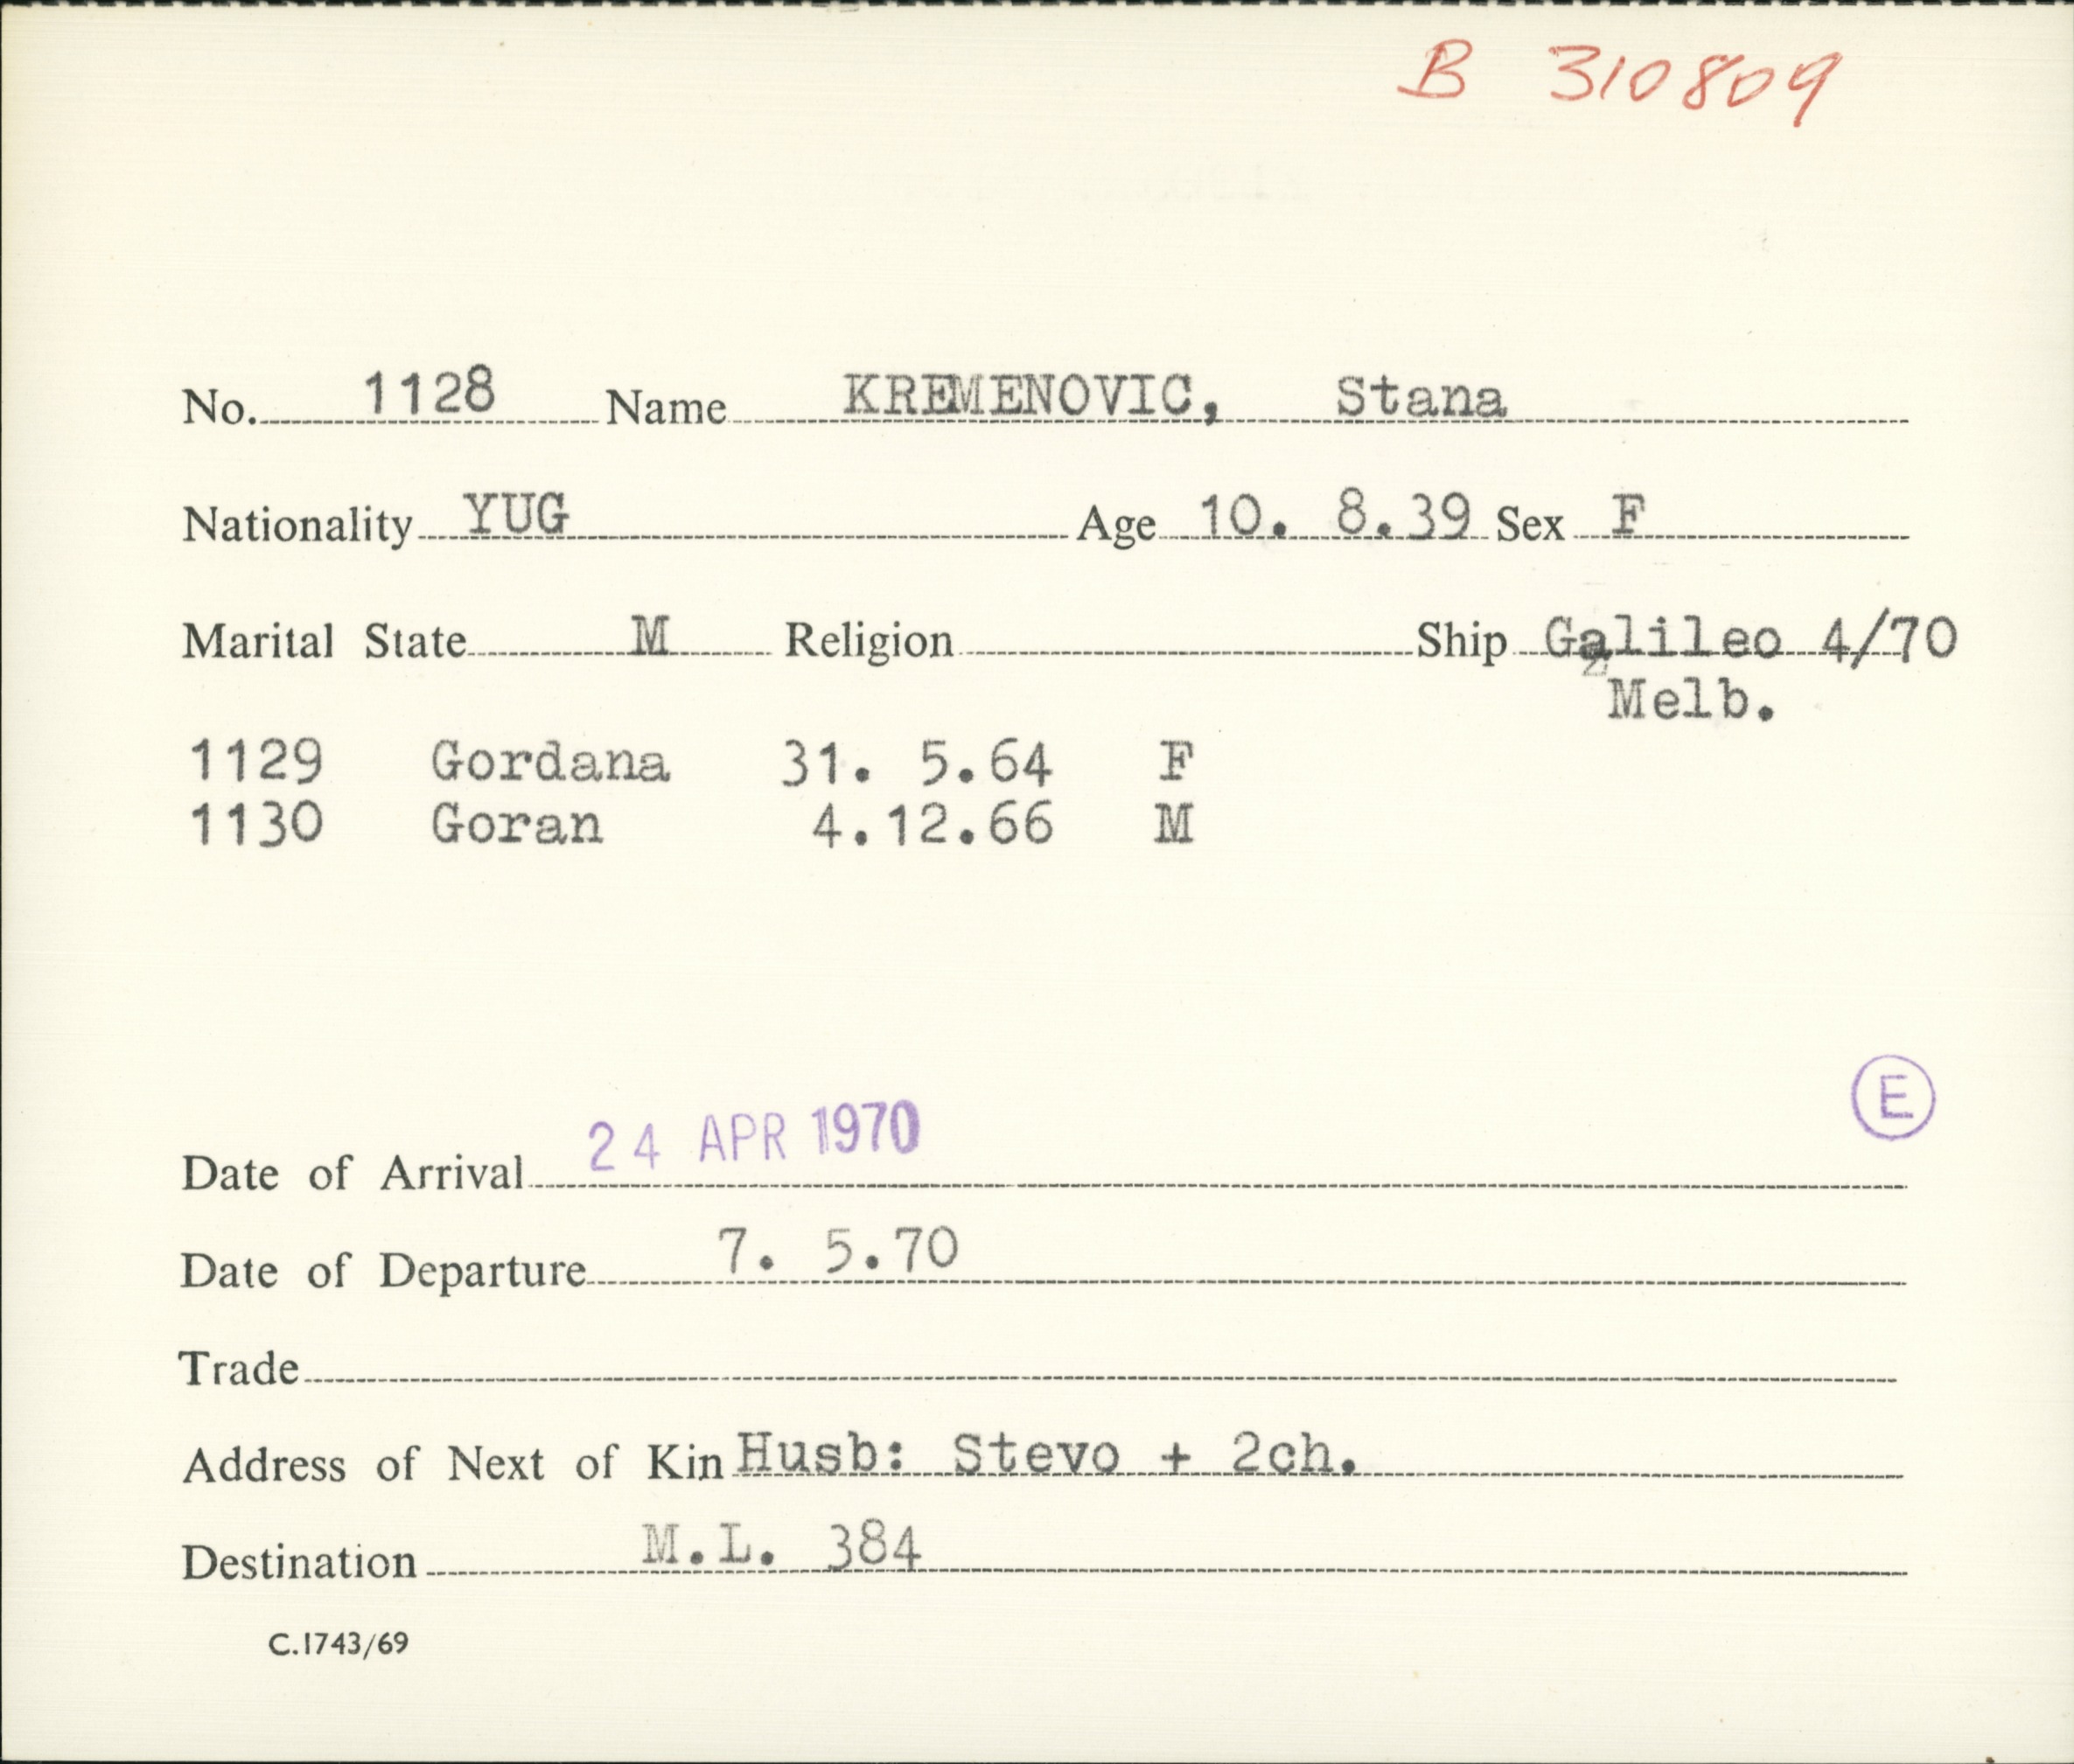 B 310809
No. 1128 Name KREMENOVIC, Stana
Nationality YUG Age 10. 8.39 Sex F
Marital State M Religion Ship Galileo 4/70
Melb.
1129 Gordana 31. 5.64 F
1130 Goran 4.12.66 M
E
Date of Arrival 24 APR 1970
Date of Departure 7. 5.70
Trade
Address of Next of Kin Husb: Stevo + 2ch.
Destination M.L. 384
C.1743/69